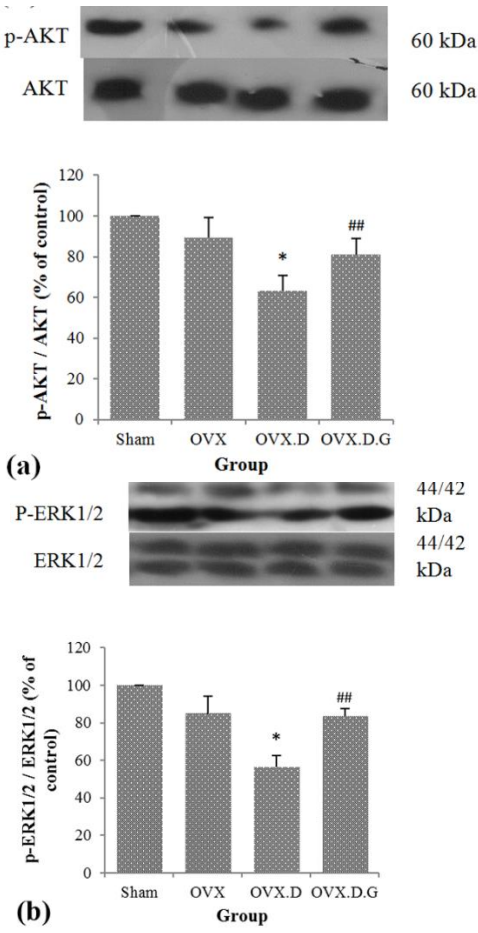 p-AKT 60 kDa
AKT 60 kDa
p-AKT / AKT (% of control)
120
100
80
60
40
20
0
*
##
Sham OVX OVX.D OVX.D.G
(a)
Group
P-ERK1/2 44/42
kDa
ERK1/2 44/42
kDa
p-ERK1/2 / ERK1/2 (% of
control)
120
100
80
60
40
20
0
*
##
Sham OVX OVX.D OVX.D.G
(b)
Group